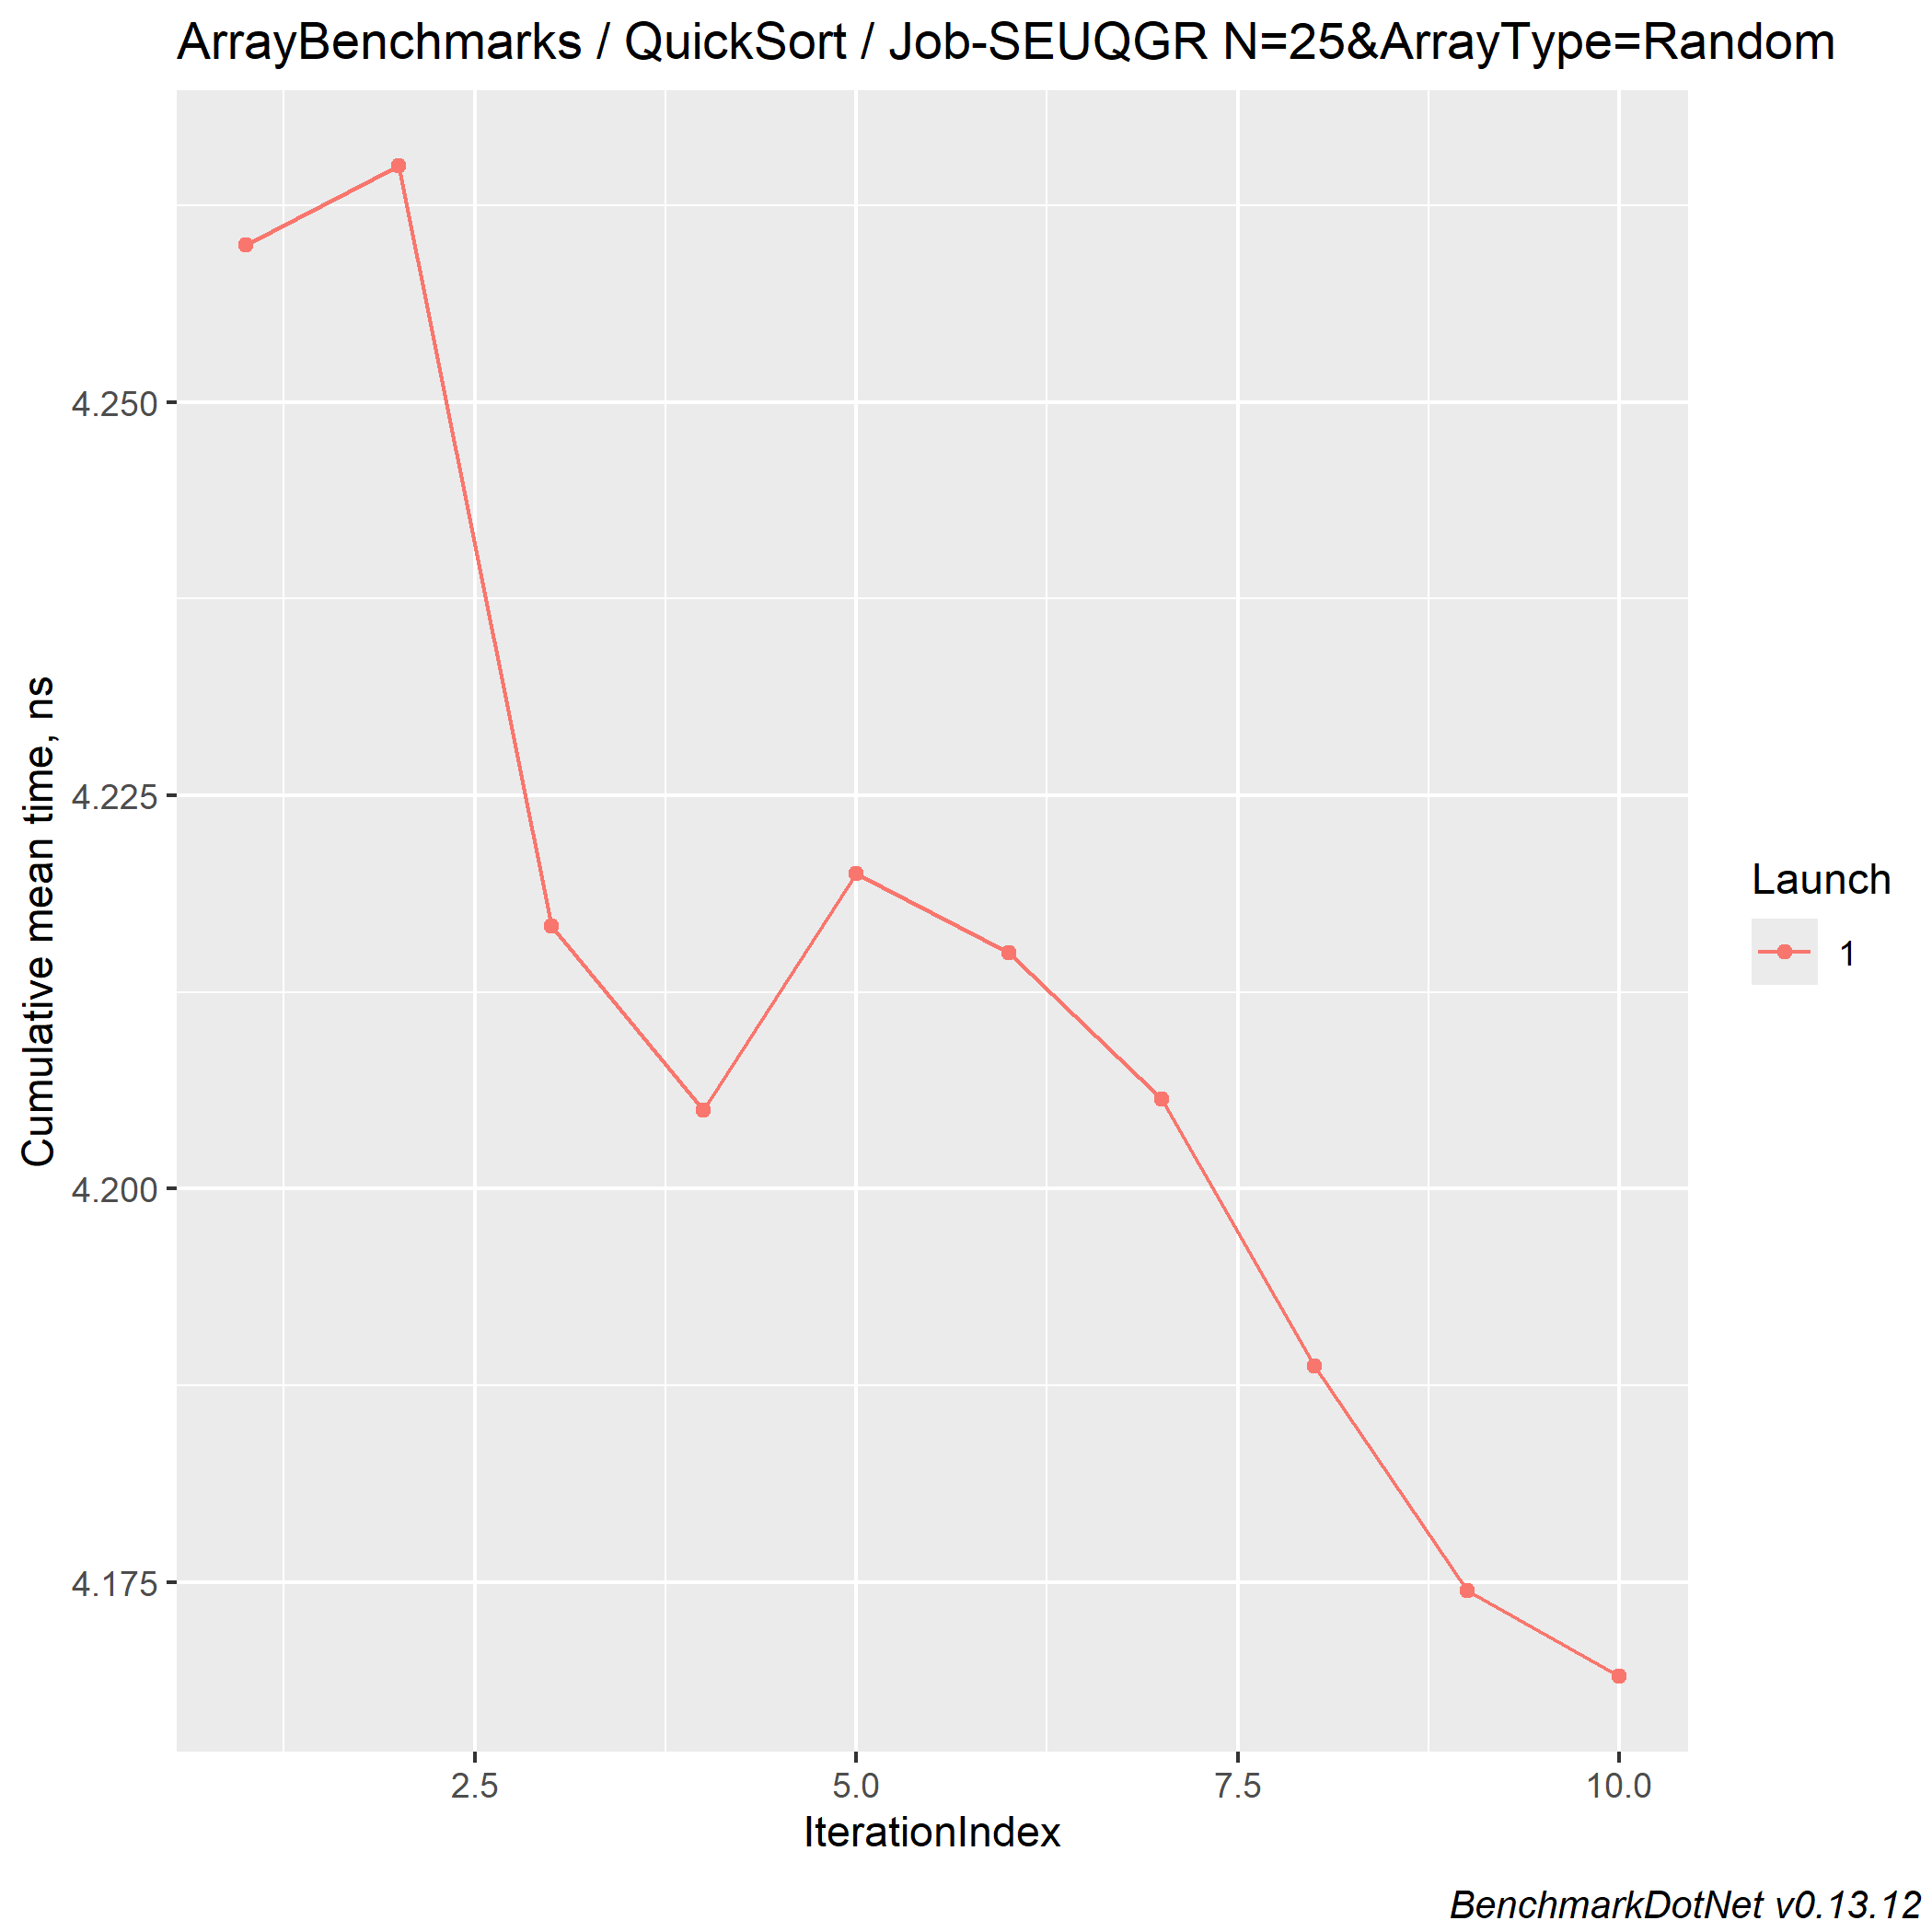 ArrayBenchmarks / QuickSort / Job-SEUQGR N=25&ArrayType=Random
Cumulative mean time, ns
4.250
4.225
4.200
4.175
2.5
5.0
7.5
10.0
IterationIndex
Launch
1
BenchmarkDotNet v0.13.12